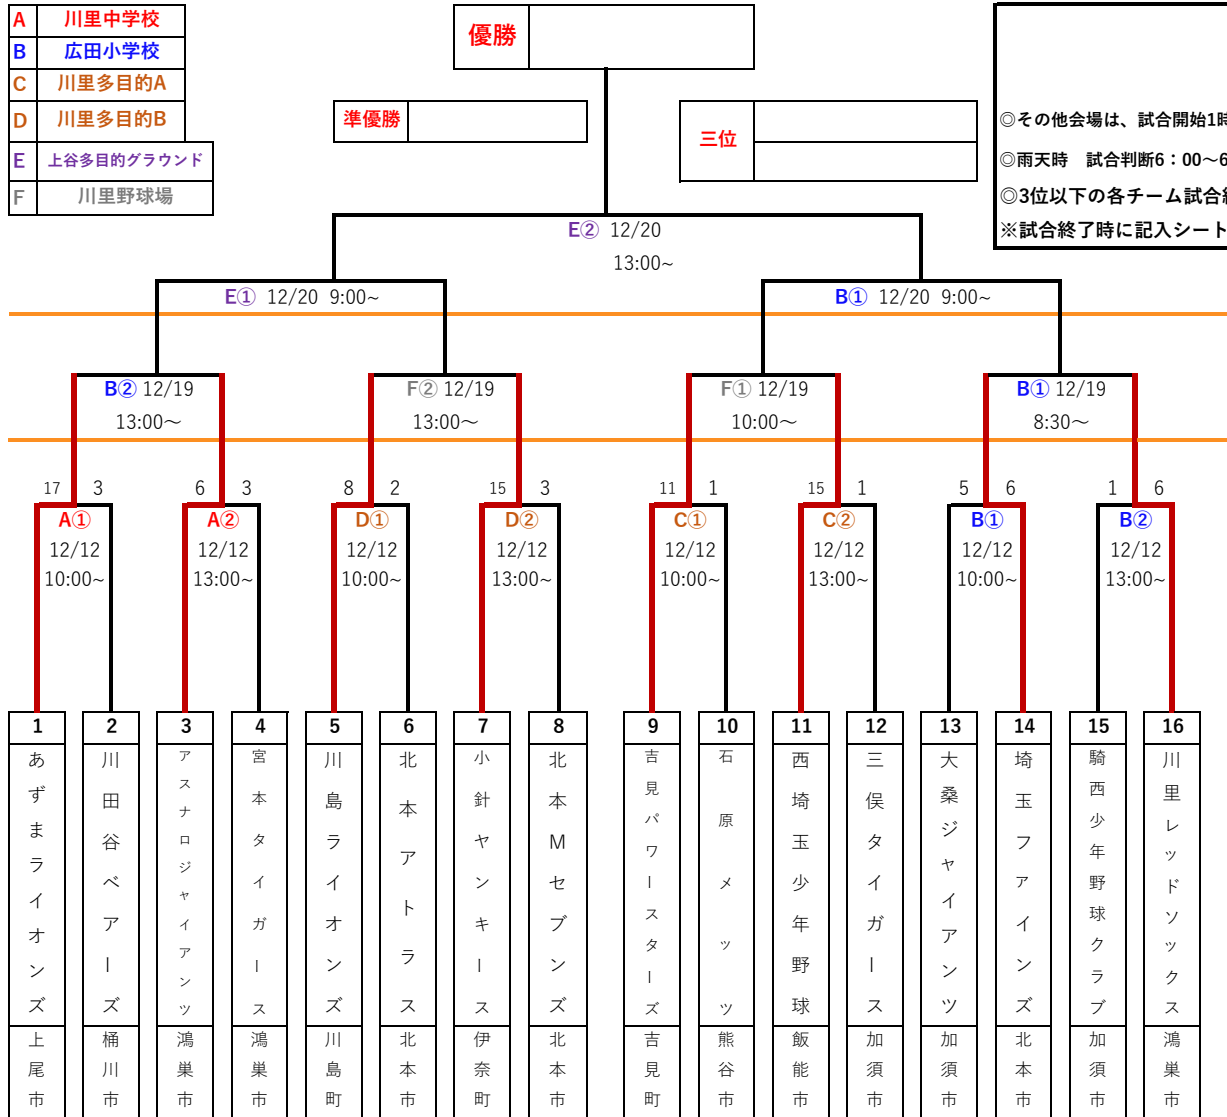 A 川里中学校
B 広田小学校
C 川里多目的A
D 川里多目的B
E 上谷多目的グラウンド
F 川里野球場
優勝
準優勝
三位
◎その他会場は、試合開始1時
◎雨天時　試合判断6：00～6
◎3位以下の各チーム試合
※試合終了時に記入シート
E② 12/20
13:00~
E① 12/20 9:00~
B① 12/20 9:00~
B② 12/19
13:00～
F② 12/19
13:00～
F① 12/19
10:00～
B① 12/19
8:30～
17 3
A①
12/12
10:00~
6 3
A②
12/12
13:00~
8 2
D①
12/12
10:00~
15 3
D②
12/12
13:00~
11 1
C①
12/12
10:00~
15 1
C②
12/12
13:00~
5 6
B①
12/12
10:00~
1 6
B②
12/12
13:00~
1
あずまライオンズ
上尾市
2
川田谷ベアーズ
桶川市
3
アスナロジャイアンツ
鴻巣市
4
宮本タイガース
鴻巣市
5
川島ライオンズ
川島町
6
北本アトラス
北本市
7
小針ヤンキース
伊奈町
8
北本Mセブンズ
北本市
9
吉見パワースターズ
吉見町
10
石原メッツ
熊谷市
11
西埼玉少年野球
飯能市
12
三俣タイガース
加須市
13
大桑ジャイアンツ
加須市
14
埼玉ファインズ
北本市
15
騎西少年野球クラブ
加須市
16
川里レッドソックス
鴻巣市